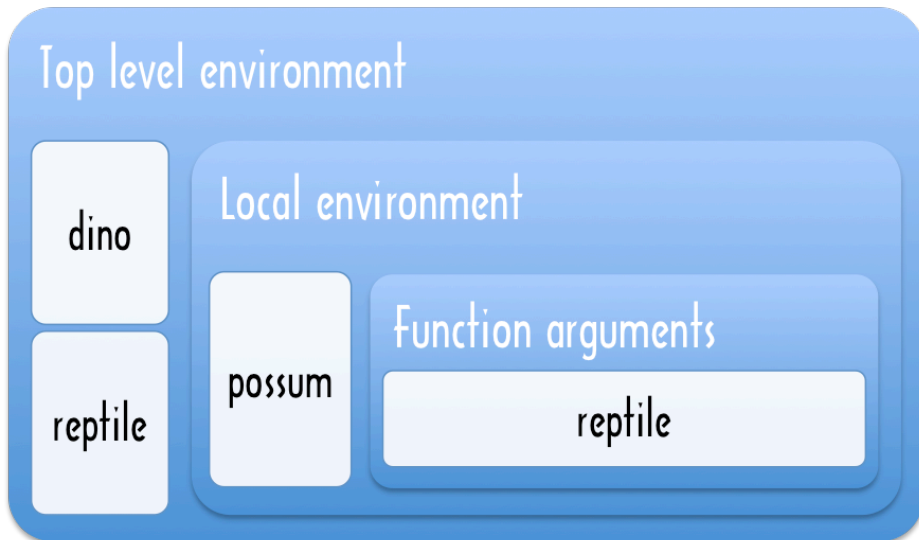 Top level environment
dino
reptile
Local environment
possum
Function arguments
reptile